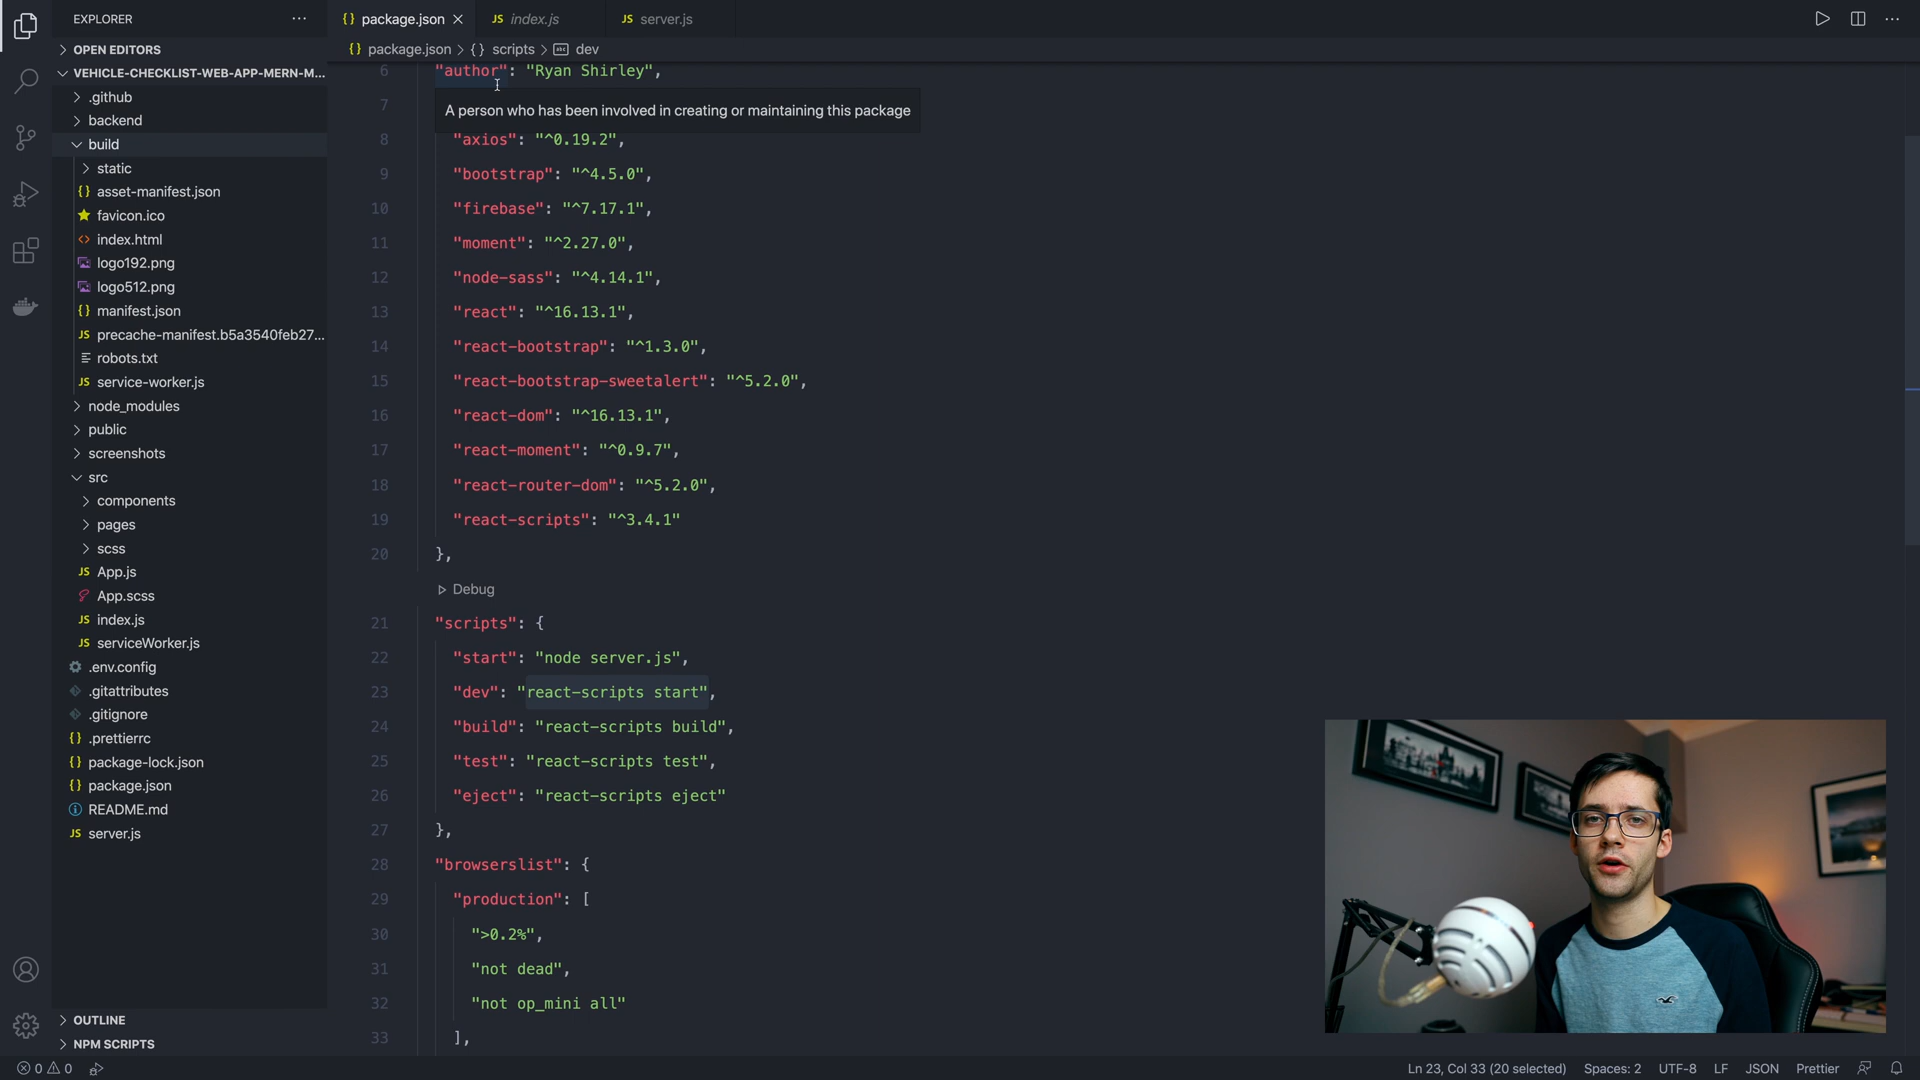 EXPLORER
package.json
JS index.js
JS server.js
OPEN EDITORS
{} package.json > {} scripts > abc dev
VEHICLE-CHECKLIST-WEB-APP-MERN-M...
.github
backend
build
static
{} asset-manifest.json
favicon.ico
<> index.html
logo192.png
logo512.png
{} manifest.json
JS precache-manifest.b5a3540feb27...
robots.txt
JS service-worker.js
node_modules
public
screenshots
src
components
pages
scss
JS App.js
App.scss
JS index.js
JS serviceWorker.js
.env.config
.gitattributes
.gitignore
{} .prettierrc
{} package-lock.json
{} package.json
README.md
JS server.js
OUTLINE
NPM SCRIPTS
6 "author": "Ryan Shirley",
7
A person who has been involved in creating or maintaining this package
8 "axios": "^0.19.2",
9 "bootstrap": "^4.5.0",
10 "firebase": "^7.17.1",
11 "moment": "^2.27.0",
12 "node-sass": "^4.14.1",
13 "react": "^16.13.1",
14 "react-bootstrap": "^1.3.0",
15 "react-bootstrap-sweetalert": "^5.2.0",
16 "react-dom": "^16.13.1",
17 "react-moment": "^0.9.7",
18 "react-router-dom": "^5.2.0",
19 "react-scripts": "^3.4.1"
20 },
Debug
21 "scripts": {
22 "start": "node server.js",
23 "dev": "react-scripts start",
24 "build": "react-scripts build",
25 "test": "react-scripts test",
26 "eject": "react-scripts eject"
27 },
28 "browserslist": {
29 "production": [
30 ">0.2%",
31 "not dead",
32 "not op_mini all"
33 ],
0 0
Ln 23, Col 33 (20 selected) Spaces: 2 UTF-8 LF JSON Prettier